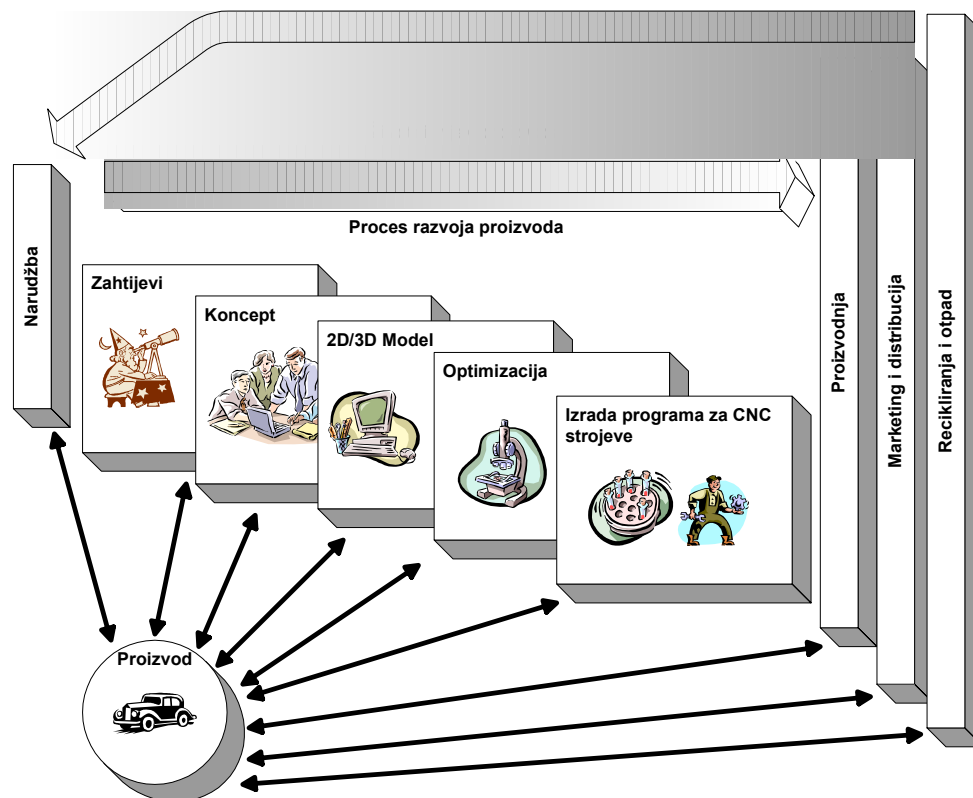 Proces razvoja proizvoda
Narudžba
Zahtijevi
Koncept
2D/3D Model
Optimizacija
Izrada programa za CNC
strojeve
Proizvodnja
Marketing i distribucija
Recikliranja i otpad
Proizvod